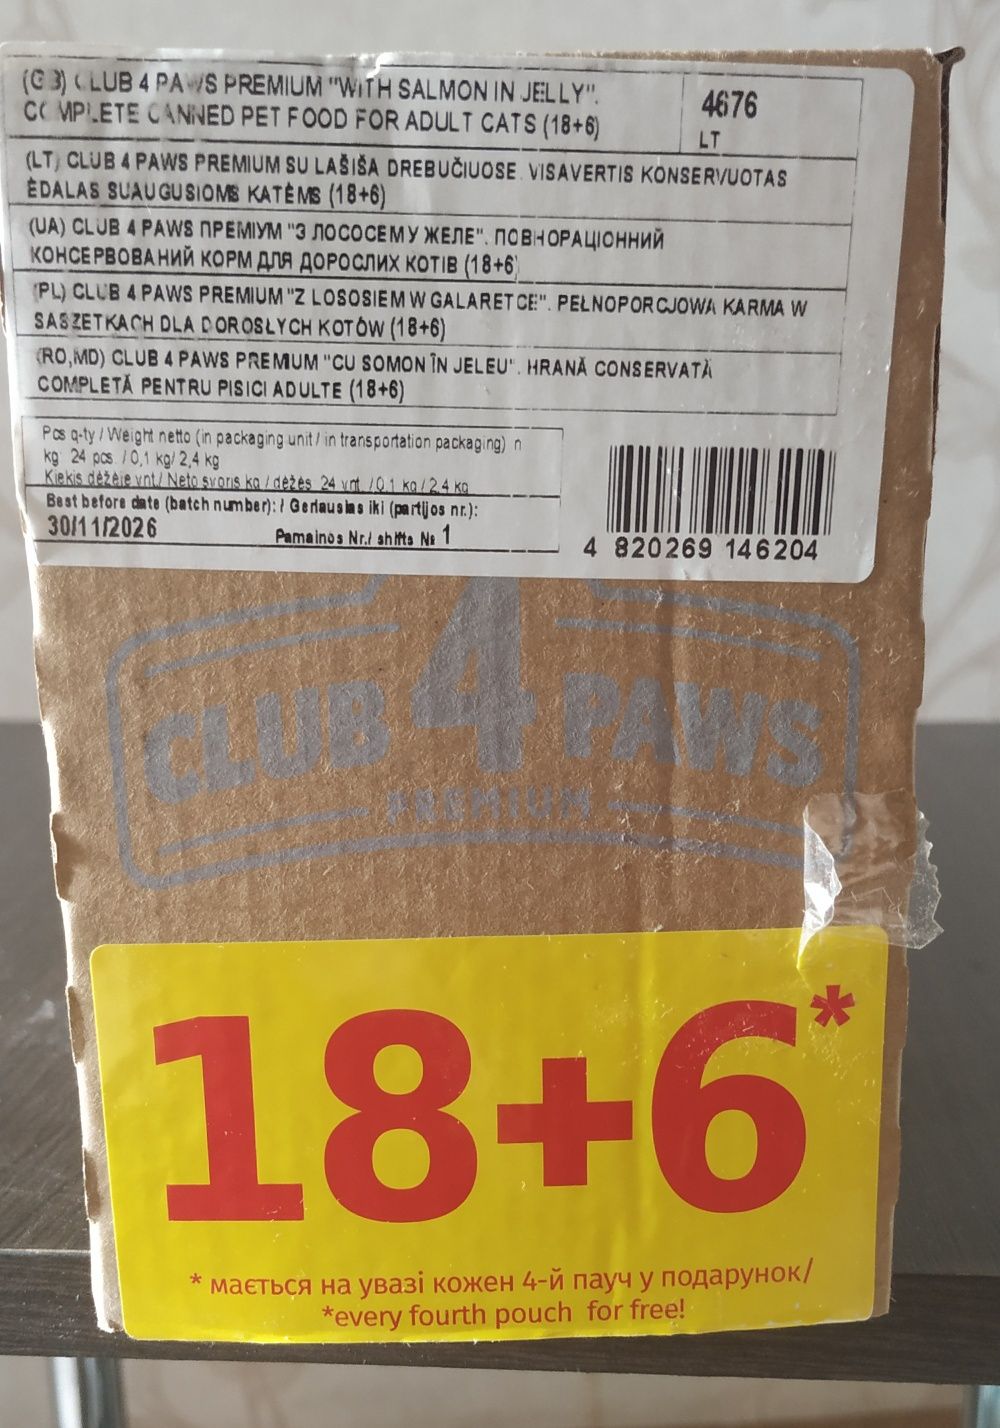 (GB) CLUB 4 PAWS PREMIUM "WITH SALMON IN JELLY".
COMPLETE CANNED PET FOOD FOR ADULT CATS (18+6)
4676
LT
(LT) CLUB 4 PAWS PREMIUM SU LAŠIŠA DREBUČIUOSE. VISAVERTIS KONSERVUOTAS
ĖDALAS SUAUGUSIOMS KATĖMS (18+6)
(UA) CLUB 4 PAWS ПРЕМІУМ "З ЛОСОСЕМ У ЖЕЛЕ". ПОВНОРАЦІОННИЙ
КОНСЕРВОВАНИЙ КОРМ ДЛЯ ДОРОСЛИХ КОТІВ (18+6)
(PL) CLUB 4 PAWS PREMIUM "Z LOSOSIEM W GALARETCE". PEŁNOPORCJOWA KARMA W
SASZETKACH DLA DOROSŁYCH KOTÓW (18+6)
(RO,MD) CLUB 4 PAWS PREMIUM "CU SOMON ÎN JELEU". HRANĂ CONSERVATĂ
COMPLETĂ PENTRU PISICI ADULTE (18+6)
Pcs q-ty / Weight netto (in packaging unit / in transportation packaging) n
kg 24 pcs / 0,1 kg/ 2,4 kg
Kiekis dėžėje vnt/ Neto svoris kg / dėžės 24 vnt. / 0,1 kg / 2,4 kg
Best before date (batch number): / Geriausias iki (partijos nr.):
30/11/2026
Pamainos Nr./ shifts № 1
4 820269 146204
CLUB 4 PAWS
PREMIUM
18+6*
* мається на увазі кожен 4-й пауч у подарунок/
*every fourth pouch for free!